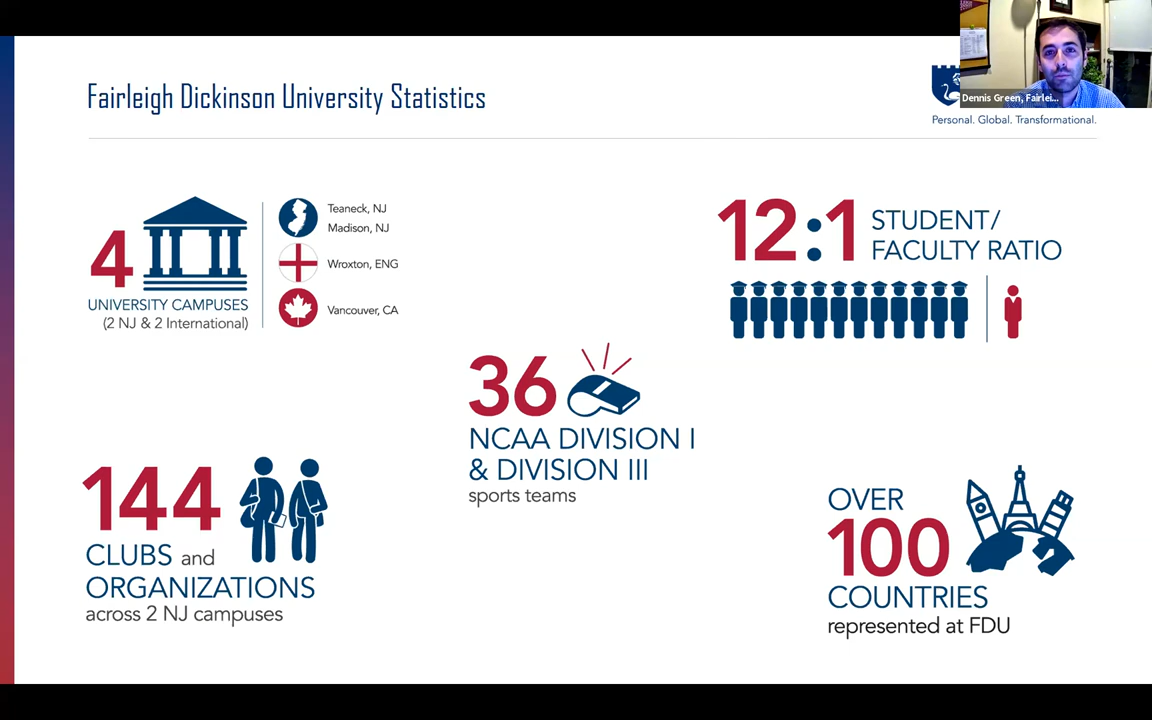 Fairleigh Dickinson University Statistics
Dennis Green, Fairlei...
Personal. Global. Transformational.
4
UNIVERSITY CAMPUSES
(2 NJ & 2 International)
Teaneck, NJ
Madison, NJ
Wroxton, ENG
Vancouver, CA
12:1 STUDENT/
FACULTY RATIO
36
NCAA DIVISION I
& DIVISION III
sports teams
144
CLUBS and
ORGANIZATIONS
across 2 NJ campuses
OVER
100
COUNTRIES
represented at FDU